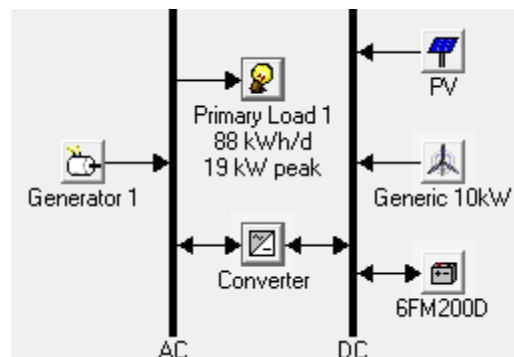 PV
Primary Load 1
88 kWh/d
19 kW peak
Generator 1
Generic 10kW
Converter
6FM200D
AC
DC